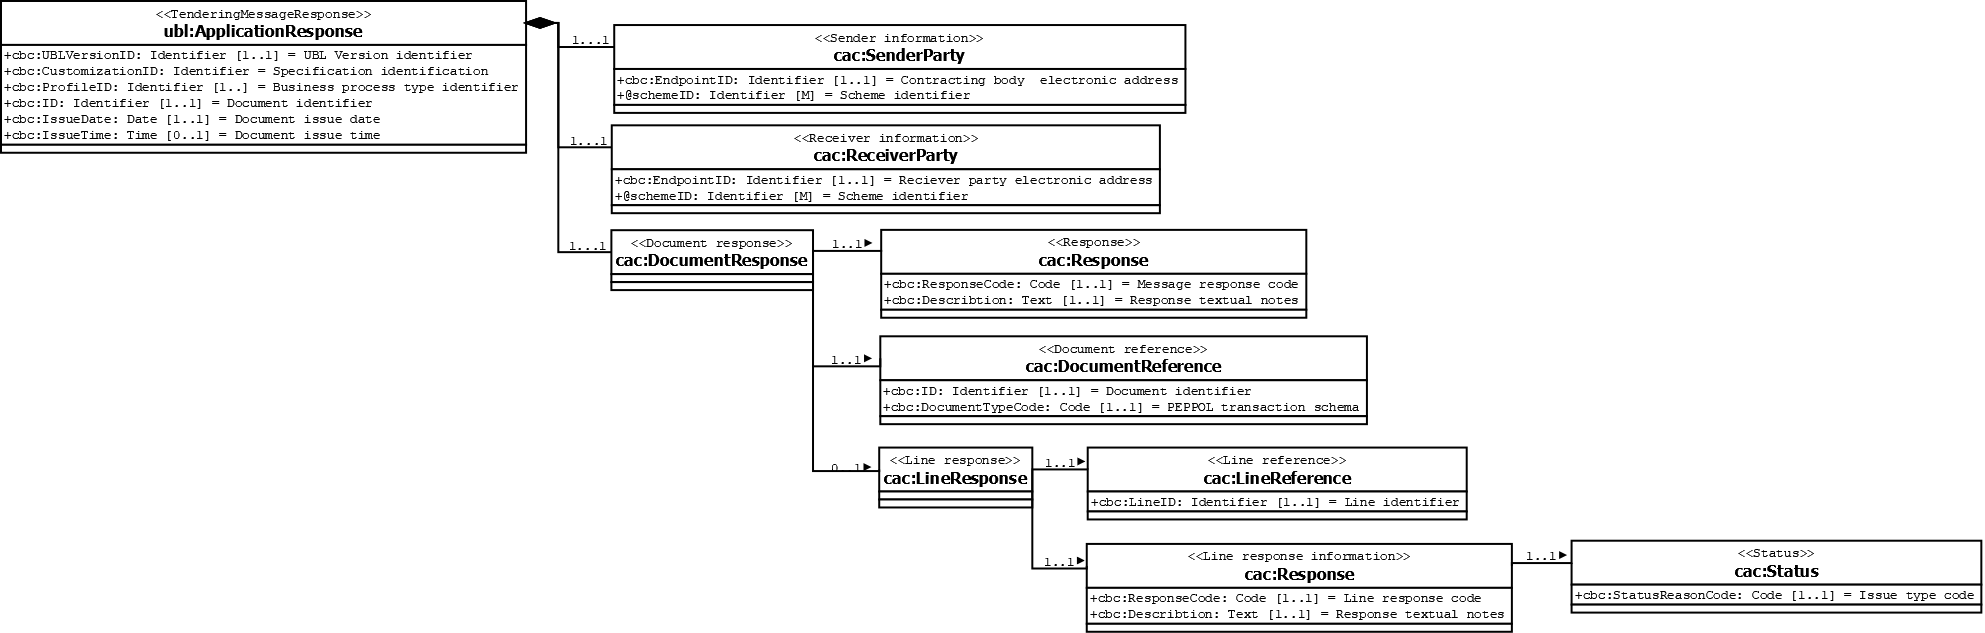 <<TenderingMessageResponse>>
ubl:ApplicationResponse
+cbc:UBLVersionID: Identifier [1..1] = UBL Version identifier
+cbc:CustomizationID: Identifier = Specification identification
+cbc:ProfileID: Identifier [1..] = Business process type identifier
+cbc:ID: Identifier [1..1] = Document identifier
+cbc:IssueDate: Date [1..1] = Document issue date
+cbc:IssueTime: Time [0..1] = Document issue time
1...1
<<Sender information>>
cac:SenderParty
+cbc:EndpointID: Identifier [1..1] = Contracting body  electronic address
+@schemeID: Identifier [M] = Scheme identifier
1...1
<<Receiver information>>
cac:ReceiverParty
+cbc:EndpointID: Identifier [1..1] = Reciever party electronic address
+@schemeID: Identifier [M] = Scheme identifier
1...1
<<Document response>>
cac:DocumentResponse
1..1
<<Response>>
cac:Response
+cbc:ResponseCode: Code [1..1] = Message response code
+cbc:Describtion: Text [1..1] = Response textual notes
1..1
<<Document reference>>
cac:DocumentReference
+cbc:ID: Identifier [1..1] = Document identifier
+cbc:DocumentTypeCode: Code [1..1] = PEPPOL transaction schema
0..1
<<Line response>>
cac:LineResponse
1..1
<<Line reference>>
cac:LineReference
+cbc:LineID: Identifier [1..1] = Line identifier
1..1
<<Line response information>>
cac:Response
+cbc:ResponseCode: Code [1..1] = Line response code
+cbc:Describtion: Text [1..1] = Response textual notes
1..1
<<Status>>
cac:Status
+cbc:StatusReasonCode: Code [1..1] = Issue type code